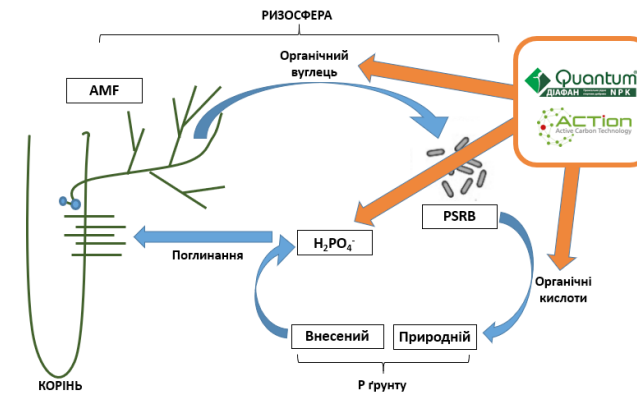 РИЗОСФЕРА
Органічний
вуглець
AMF
Quantum®
ДІАФАН
NPK
ACTion
Active Carbon Technology
PSRB
H₂PO₄⁻
Поглинання
Органічні
кислоти
Внесений
Природній
КОРІНЬ
Р ґрунту